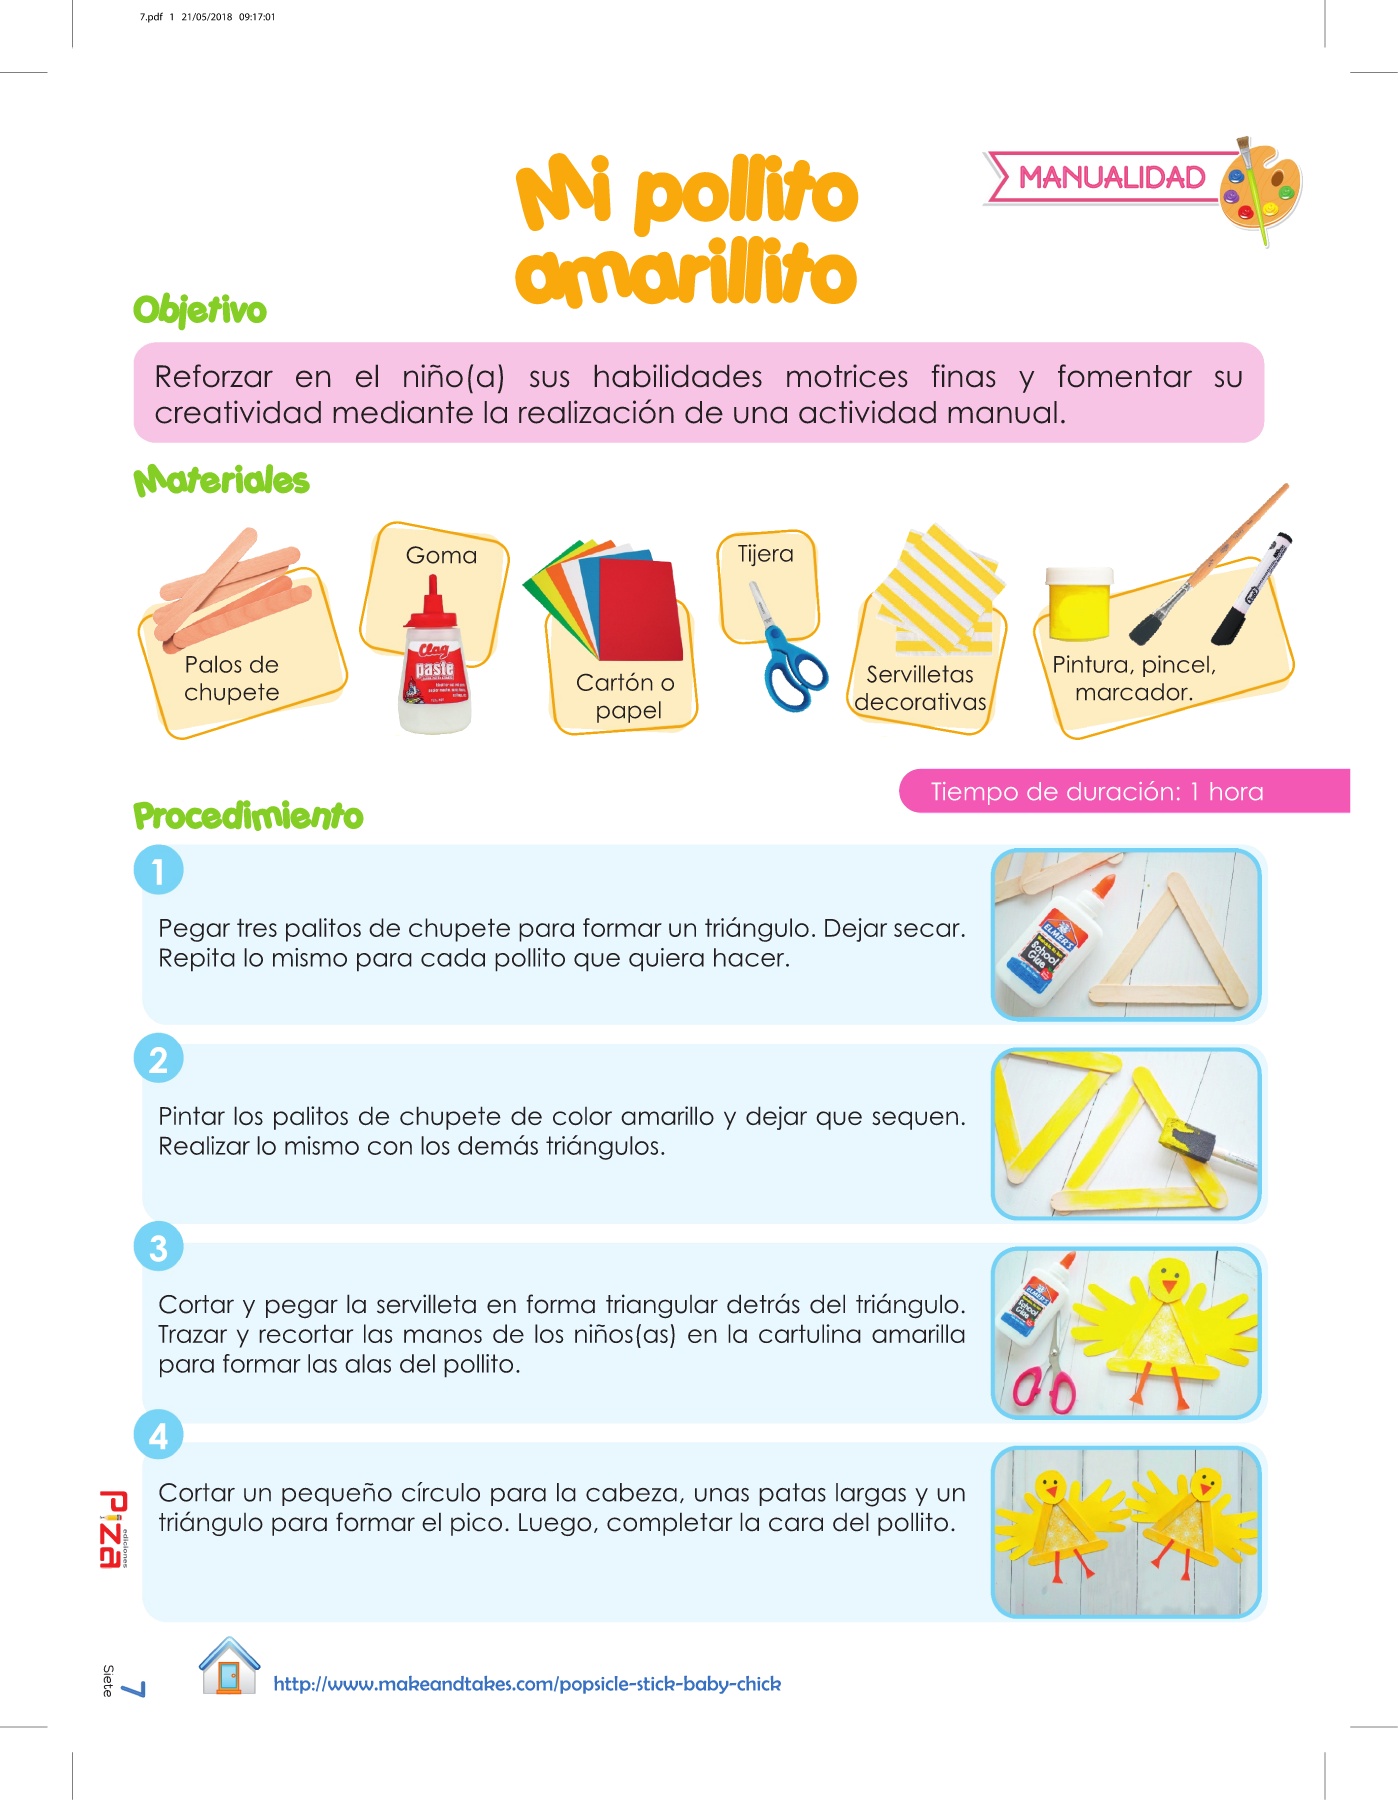 7.pdf 1 21/05/2018 09:17:01
MANUALIDAD
Mi pollito
amarillito
Objetivo
Reforzar en el niño(a) sus habilidades motrices finas y fomentar su
creatividad mediante la realización de una actividad manual.
Materiales
Palos de
chupete
Goma
Clag
paste
Cartón o
papel
Tijera
Servilletas
decorativas
Pintura, pincel,
marcador.
Tiempo de duración: 1 hora
Procedimiento
1
Pegar tres palitos de chupete para formar un triángulo. Dejar secar.
Repita lo mismo para cada pollito que quiera hacer.
ELMER'S
School
Glue
2
Pintar los palitos de chupete de color amarillo y dejar que sequen.
Realizar lo mismo con los demás triángulos.
3
Cortar y pegar la servilleta en forma triangular detrás del triángulo.
Trazar y recortar las manos de los niños(as) en la cartulina amarilla
para formar las alas del pollito.
ELMER'S
School
Glue
4
Cortar un pequeño círculo para la cabeza, unas patas largas y un
triángulo para formar el pico. Luego, completar la cara del pollito.
Piza
ediciones
Siete
7
http://www.makeandtakes.com/popsicle-stick-baby-chick